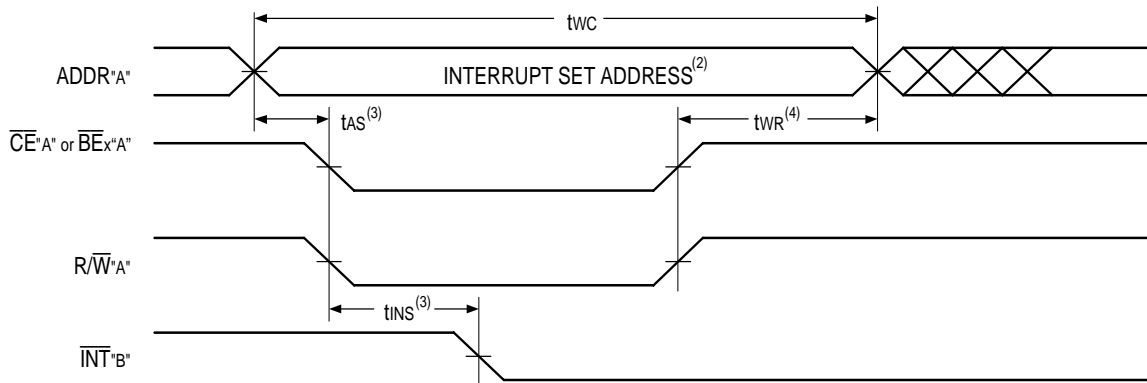 tWC
ADDR"A"
INTERRUPT SET ADDRESS(2)
tAS(3)
tWR(4)
CE"A" or BEx“A”
R/W"A"
tINS(3)
INT"B"